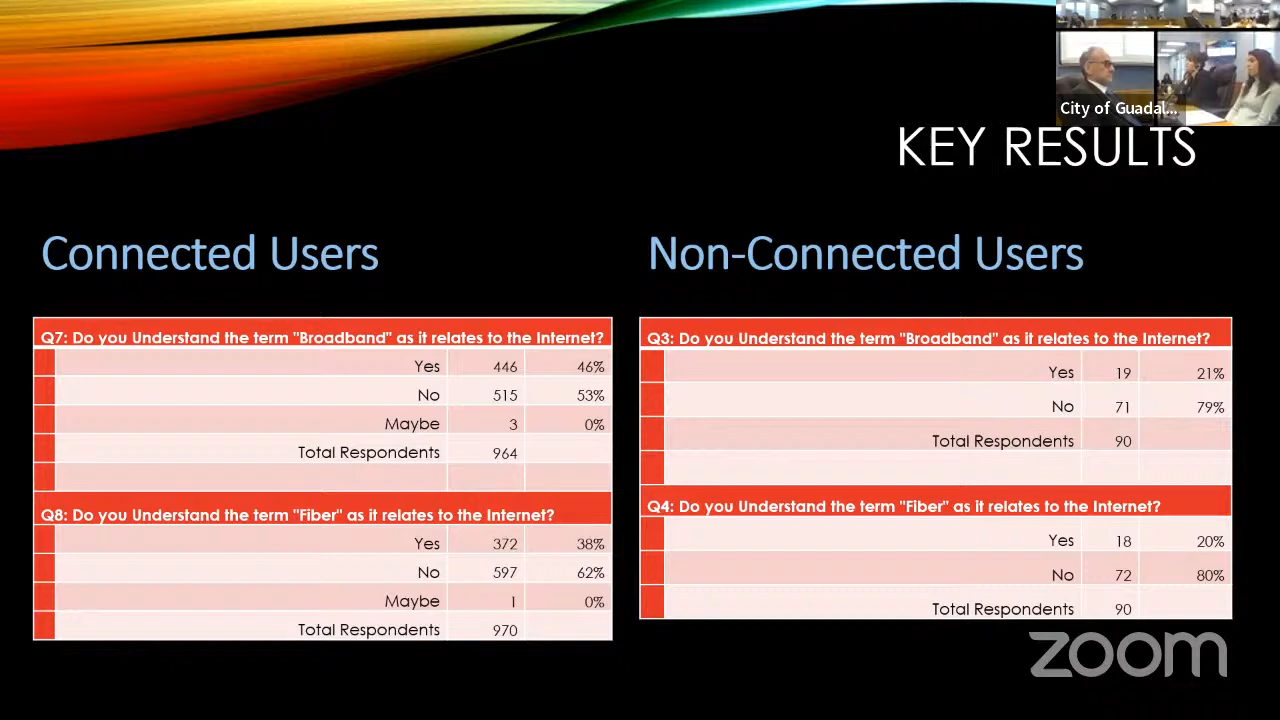 City of Guadal...
KEY RESULTS
Connected Users
Q7: Do you Understand the term "Broadband" as it relates to the Internet?
Yes 446 46%
No 515 53%
Maybe 3 0%
Total Respondents 964
Q8: Do you Understand the term "Fiber" as it relates to the Internet?
Yes 372 38%
No 597 62%
Maybe 1 0%
Total Respondents 970
Non-Connected Users
Q3: Do you Understand the term "Broadband" as it relates to the Internet?
Yes 19 21%
No 71 79%
Total Respondents 90
Q4: Do you Understand the term "Fiber" as it relates to the Internet?
Yes 18 20%
No 72 80%
Total Respondents 90
zoom